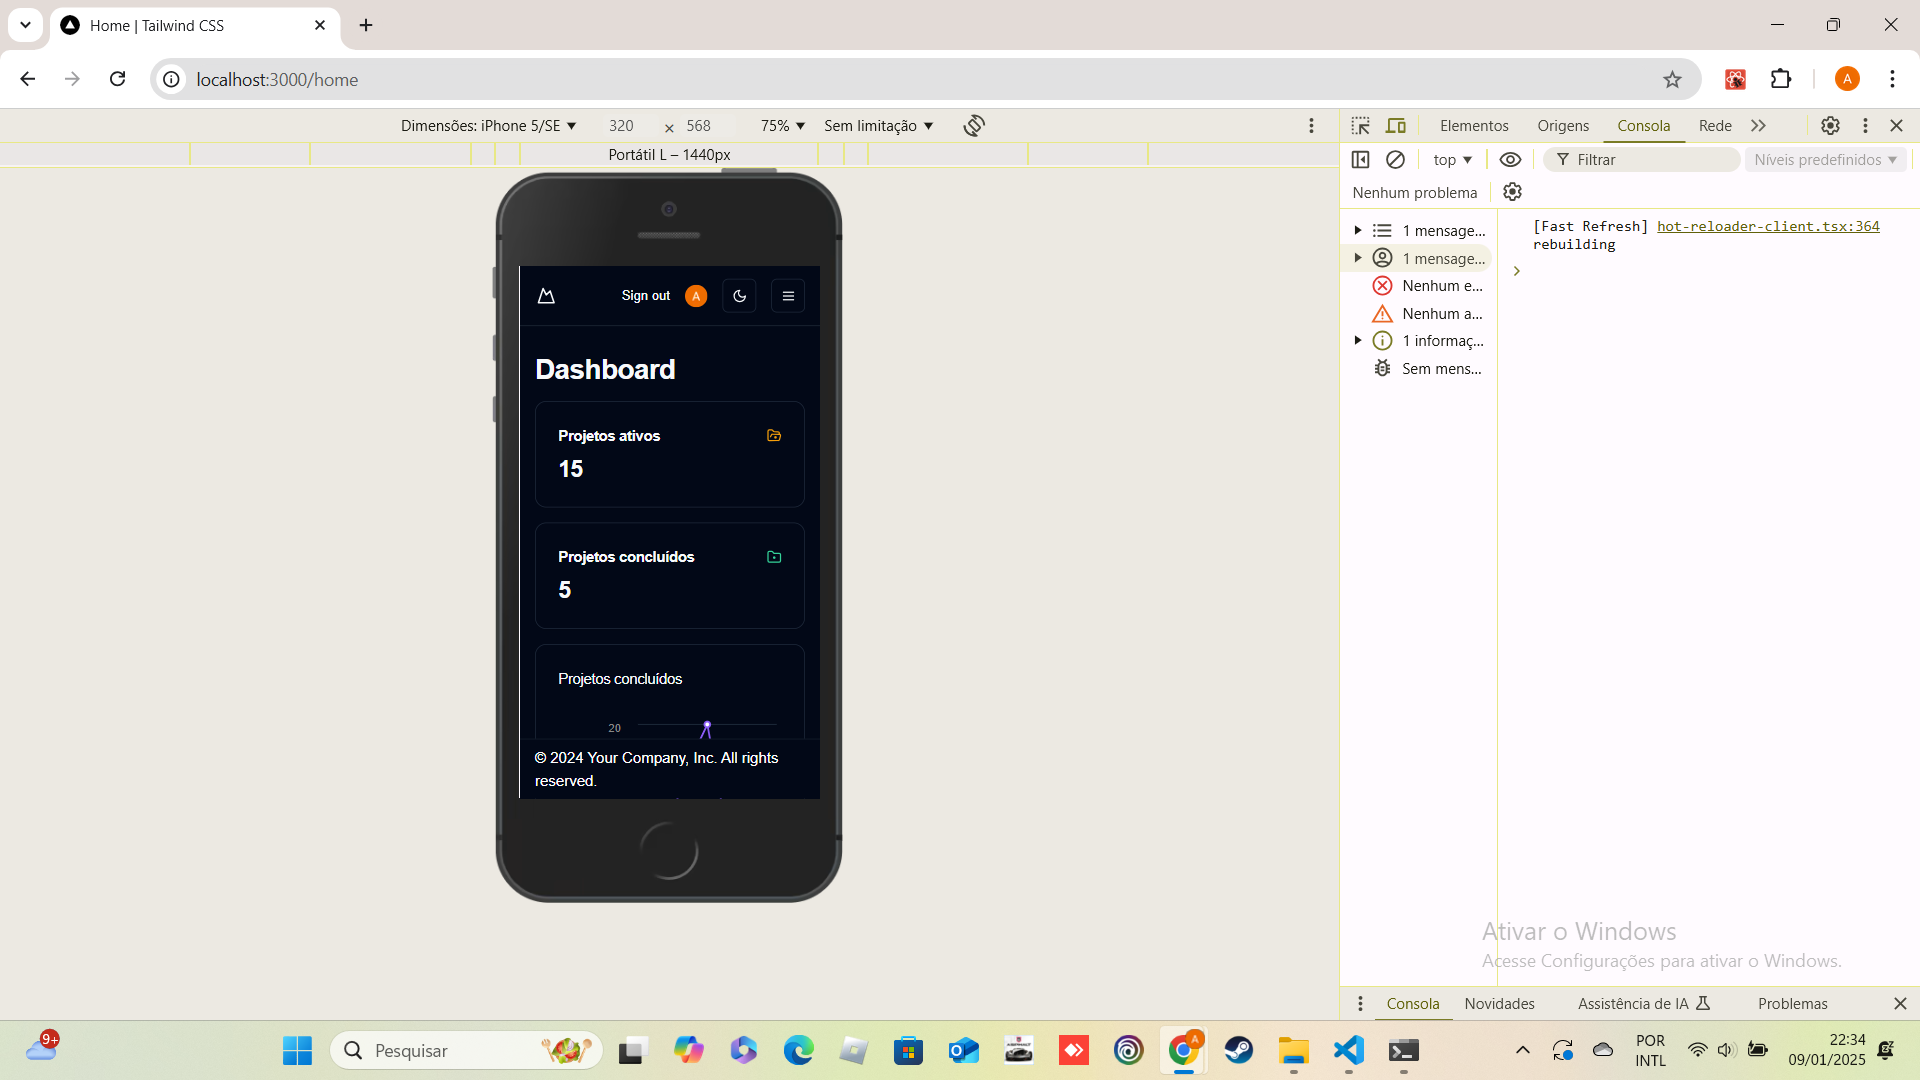 Home | Tailwind CSS
localhost:3000/home
A
Dimensões: iPhone 5/SE
320
×
568
75%
Sem limitação
Portátil L – 1440px
Sign out
A
Dashboard
Projetos ativos
15
Projetos concluídos
5
Projetos concluídos
20
© 2024 Your Company, Inc. All rights
reserved.
Elementos
Origens
Consola
Rede
top
Filtrar
Níveis predefinidos
Nenhum problema
1 mensage...
1 mensage...
Nenhum e...
Nenhum a...
1 informaç...
Sem mens...
[Fast Refresh] hot-reloader-client.tsx:364
rebuilding
Ativar o Windows
Acesse Configurações para ativar o Windows.
Consola
Novidades
Assistência de IA
Problemas
9+
Pesquisar
A
POR
INTL
22:34
09/01/2025